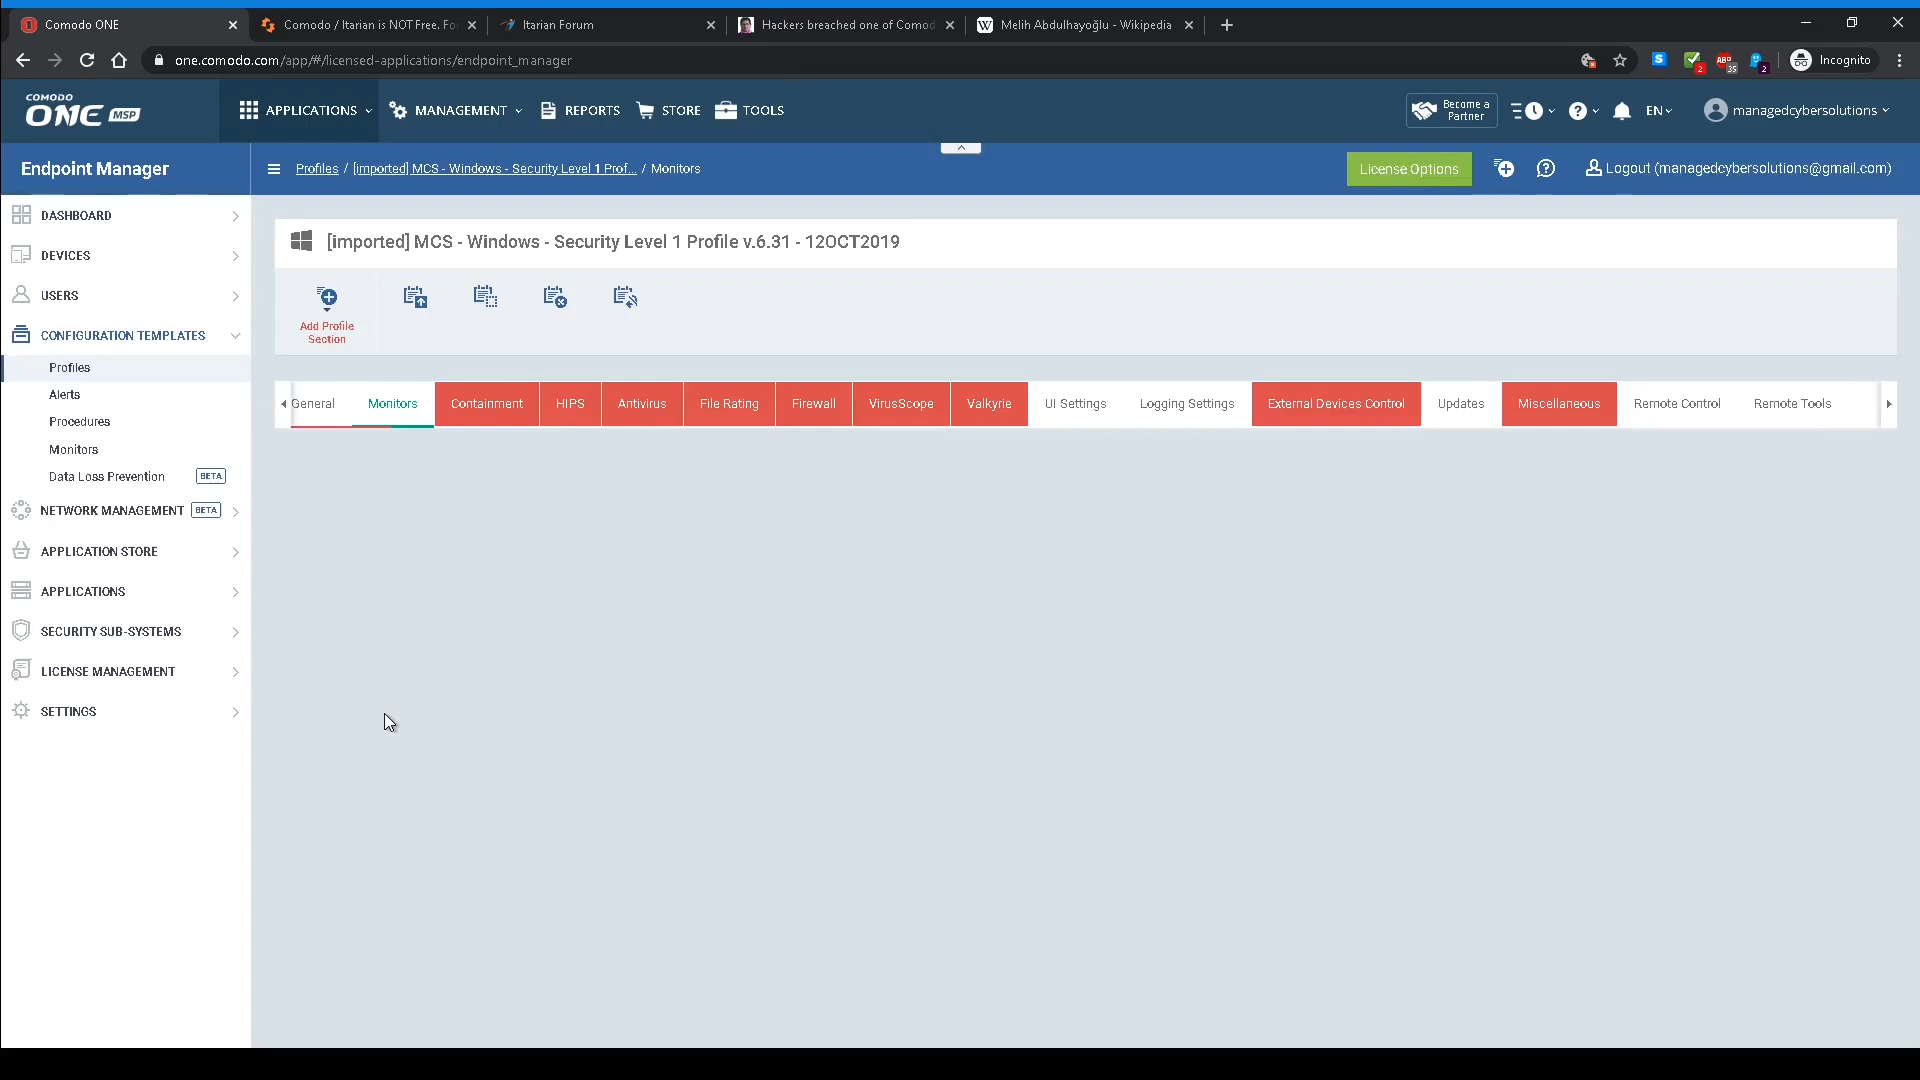 Comodo ONE
Comodo / Itarian is NOT Free. Fo
Itarian Forum
Hackers breached one of Comod
Melih Abdulhayoğlu - Wikipedia
one.comodo.com/app/#/licensed-applications/endpoint_manager
2
ABP
35
2
Incognito
COMODO
ONE MSP
APPLICATIONS
MANAGEMENT
REPORTS
STORE
TOOLS
Become a
Partner
EN
managedcybersolutions
Endpoint Manager
Profiles / [imported] MCS - Windows - Security Level 1 Prof... / Monitors
License Options
Logout (managedcybersolutions@gmail.com)
DASHBOARD
DEVICES
USERS
CONFIGURATION TEMPLATES
Profiles
Alerts
Procedures
Monitors
Data Loss Prevention BETA
NETWORK MANAGEMENT BETA
APPLICATION STORE
APPLICATIONS
SECURITY SUB-SYSTEMS
LICENSE MANAGEMENT
SETTINGS
[imported] MCS - Windows - Security Level 1 Profile v.6.31 - 12OCT2019
Add Profile
Section
General
Monitors
Containment
HIPS
Antivirus
File Rating
Firewall
VirusScope
Valkyrie
UI Settings
Logging Settings
External Devices Control
Updates
Miscellaneous
Remote Control
Remote Tools